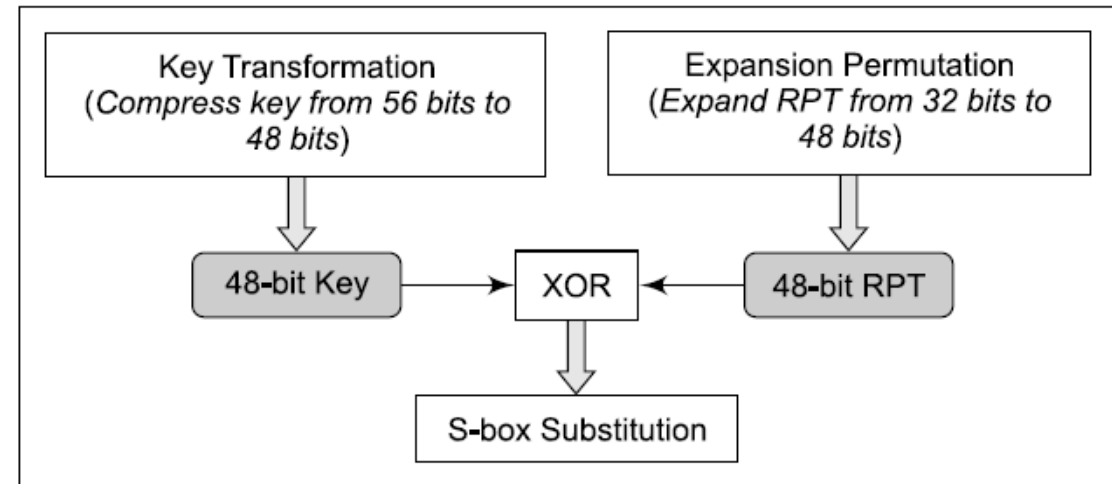 Key Transformation
(Compress key from 56 bits to
48 bits)
Expansion Permutation
(Expand RPT from 32 bits to
48 bits)
48-bit Key
XOR
48-bit RPT
S-box Substitution